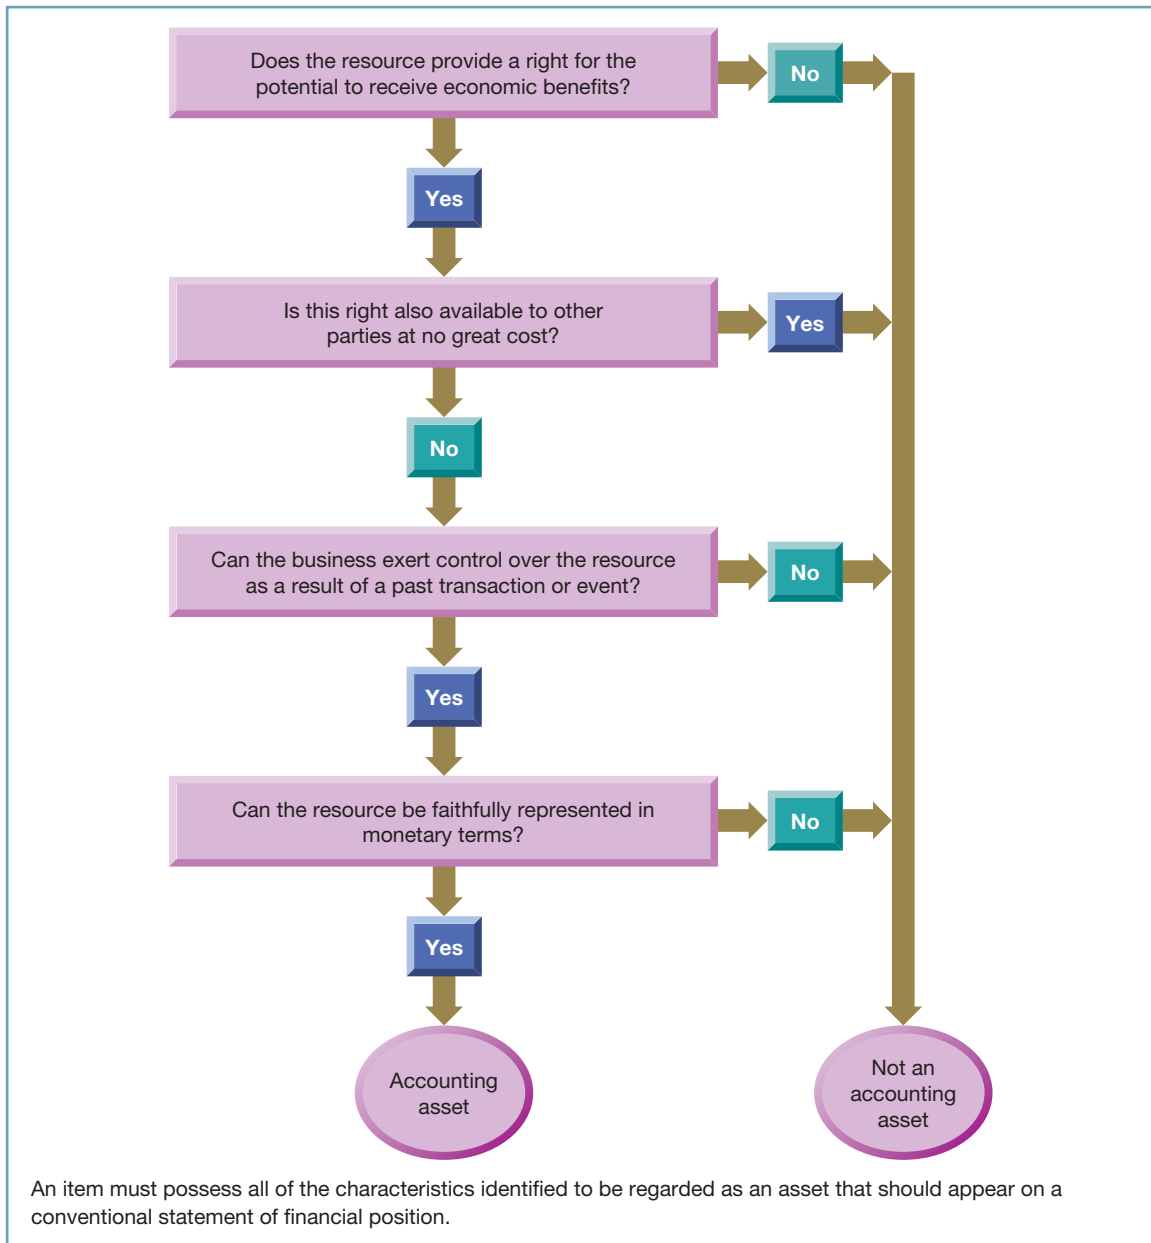 Does the resource provide a right for the
potential to receive economic benefits?
No
Yes
Is this right also available to other
parties at no great cost?
Yes
No
Can the business exert control over the resource
as a result of a past transaction or event?
No
Yes
Can the resource be faithfully represented in
monetary terms?
No
Yes
Accounting
asset
Not an
accounting
asset
An item must possess all of the characteristics identified to be regarded as an asset that should appear on a
conventional statement of financial position.